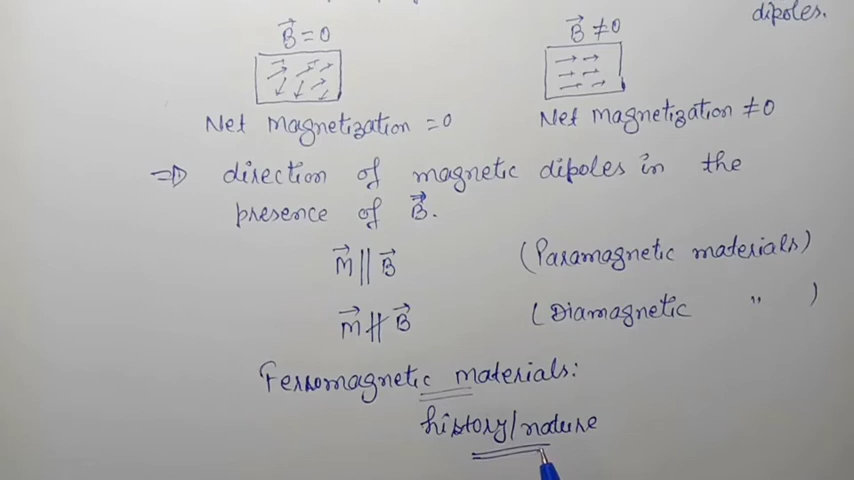 dipoles.
B⃗ = 0
B⃗ ≠ 0
Net magnetization = 0
Net magnetization ≠ 0
⇒ direction of magnetic dipoles in the
presence of B⃗.
M⃗ || B⃗ (Paramagnetic materials)
M⃗ ∦ B⃗ (Diamagnetic " )
Ferromagnetic materials:
history/nature